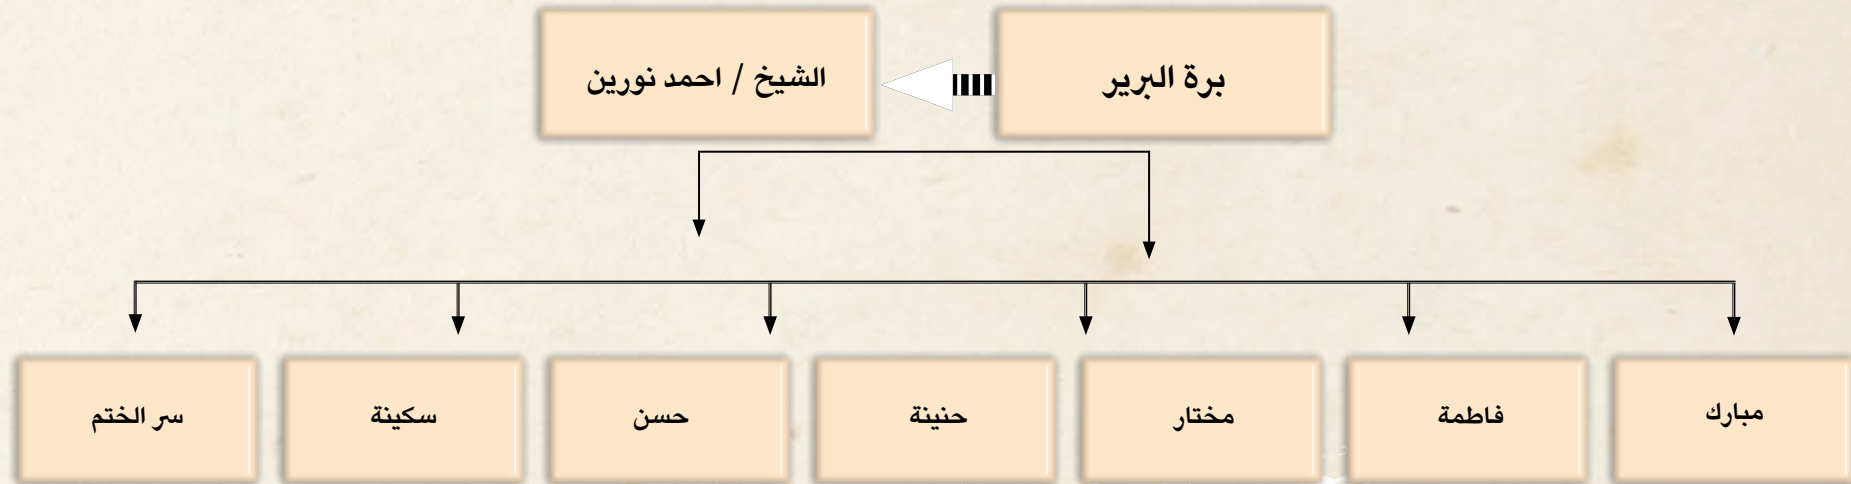 برة البرير
الشيخ / احمد نورين
مبارك
فاطمة
مختار
حنينة
حسن
سكينة
سر الختم